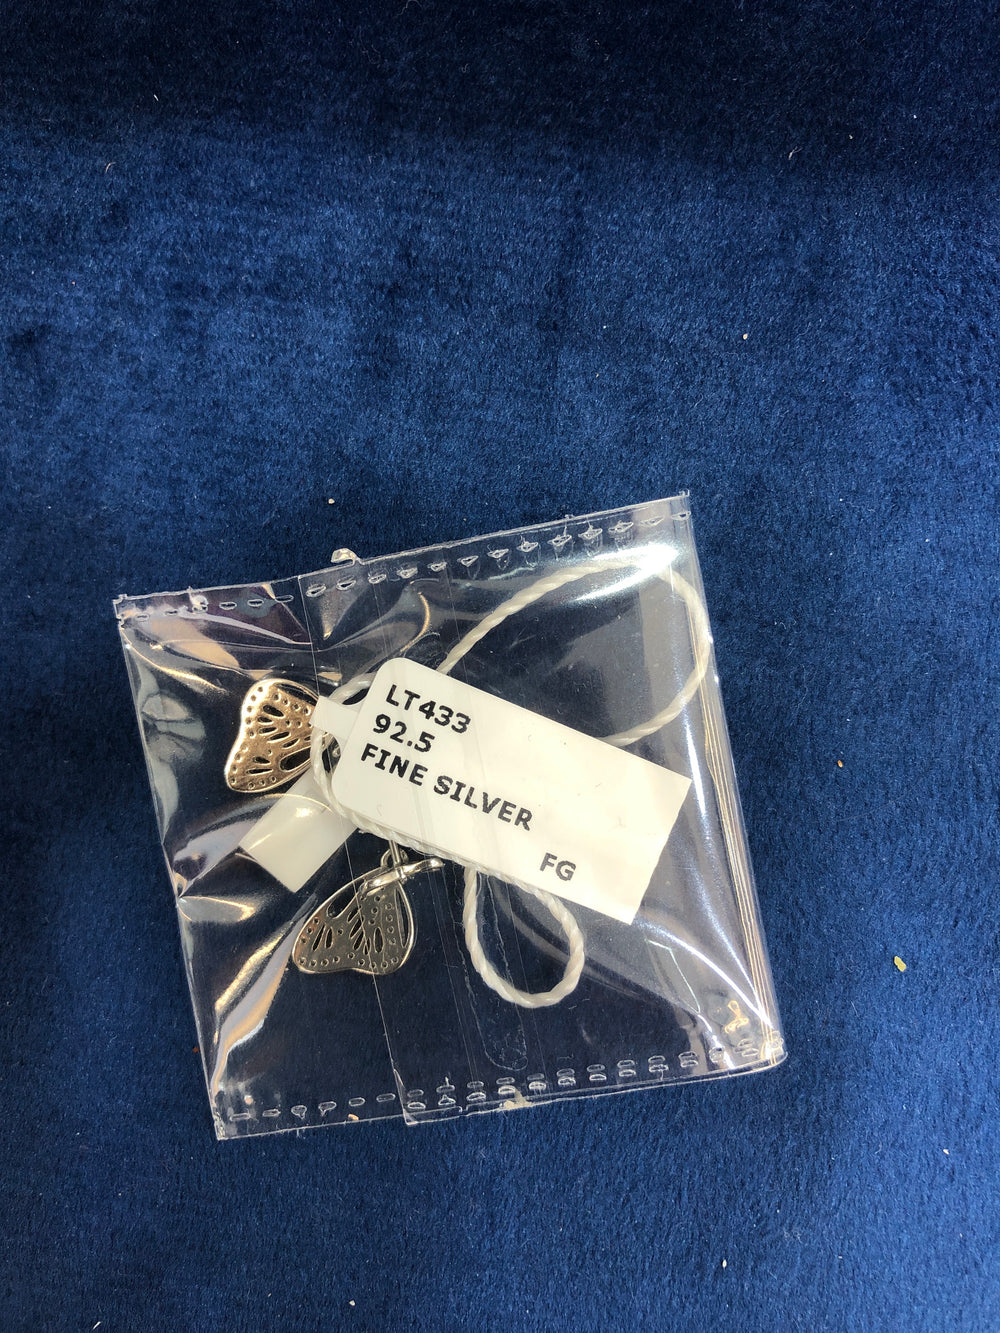 LT433
92.5
FINE SILVER
FG